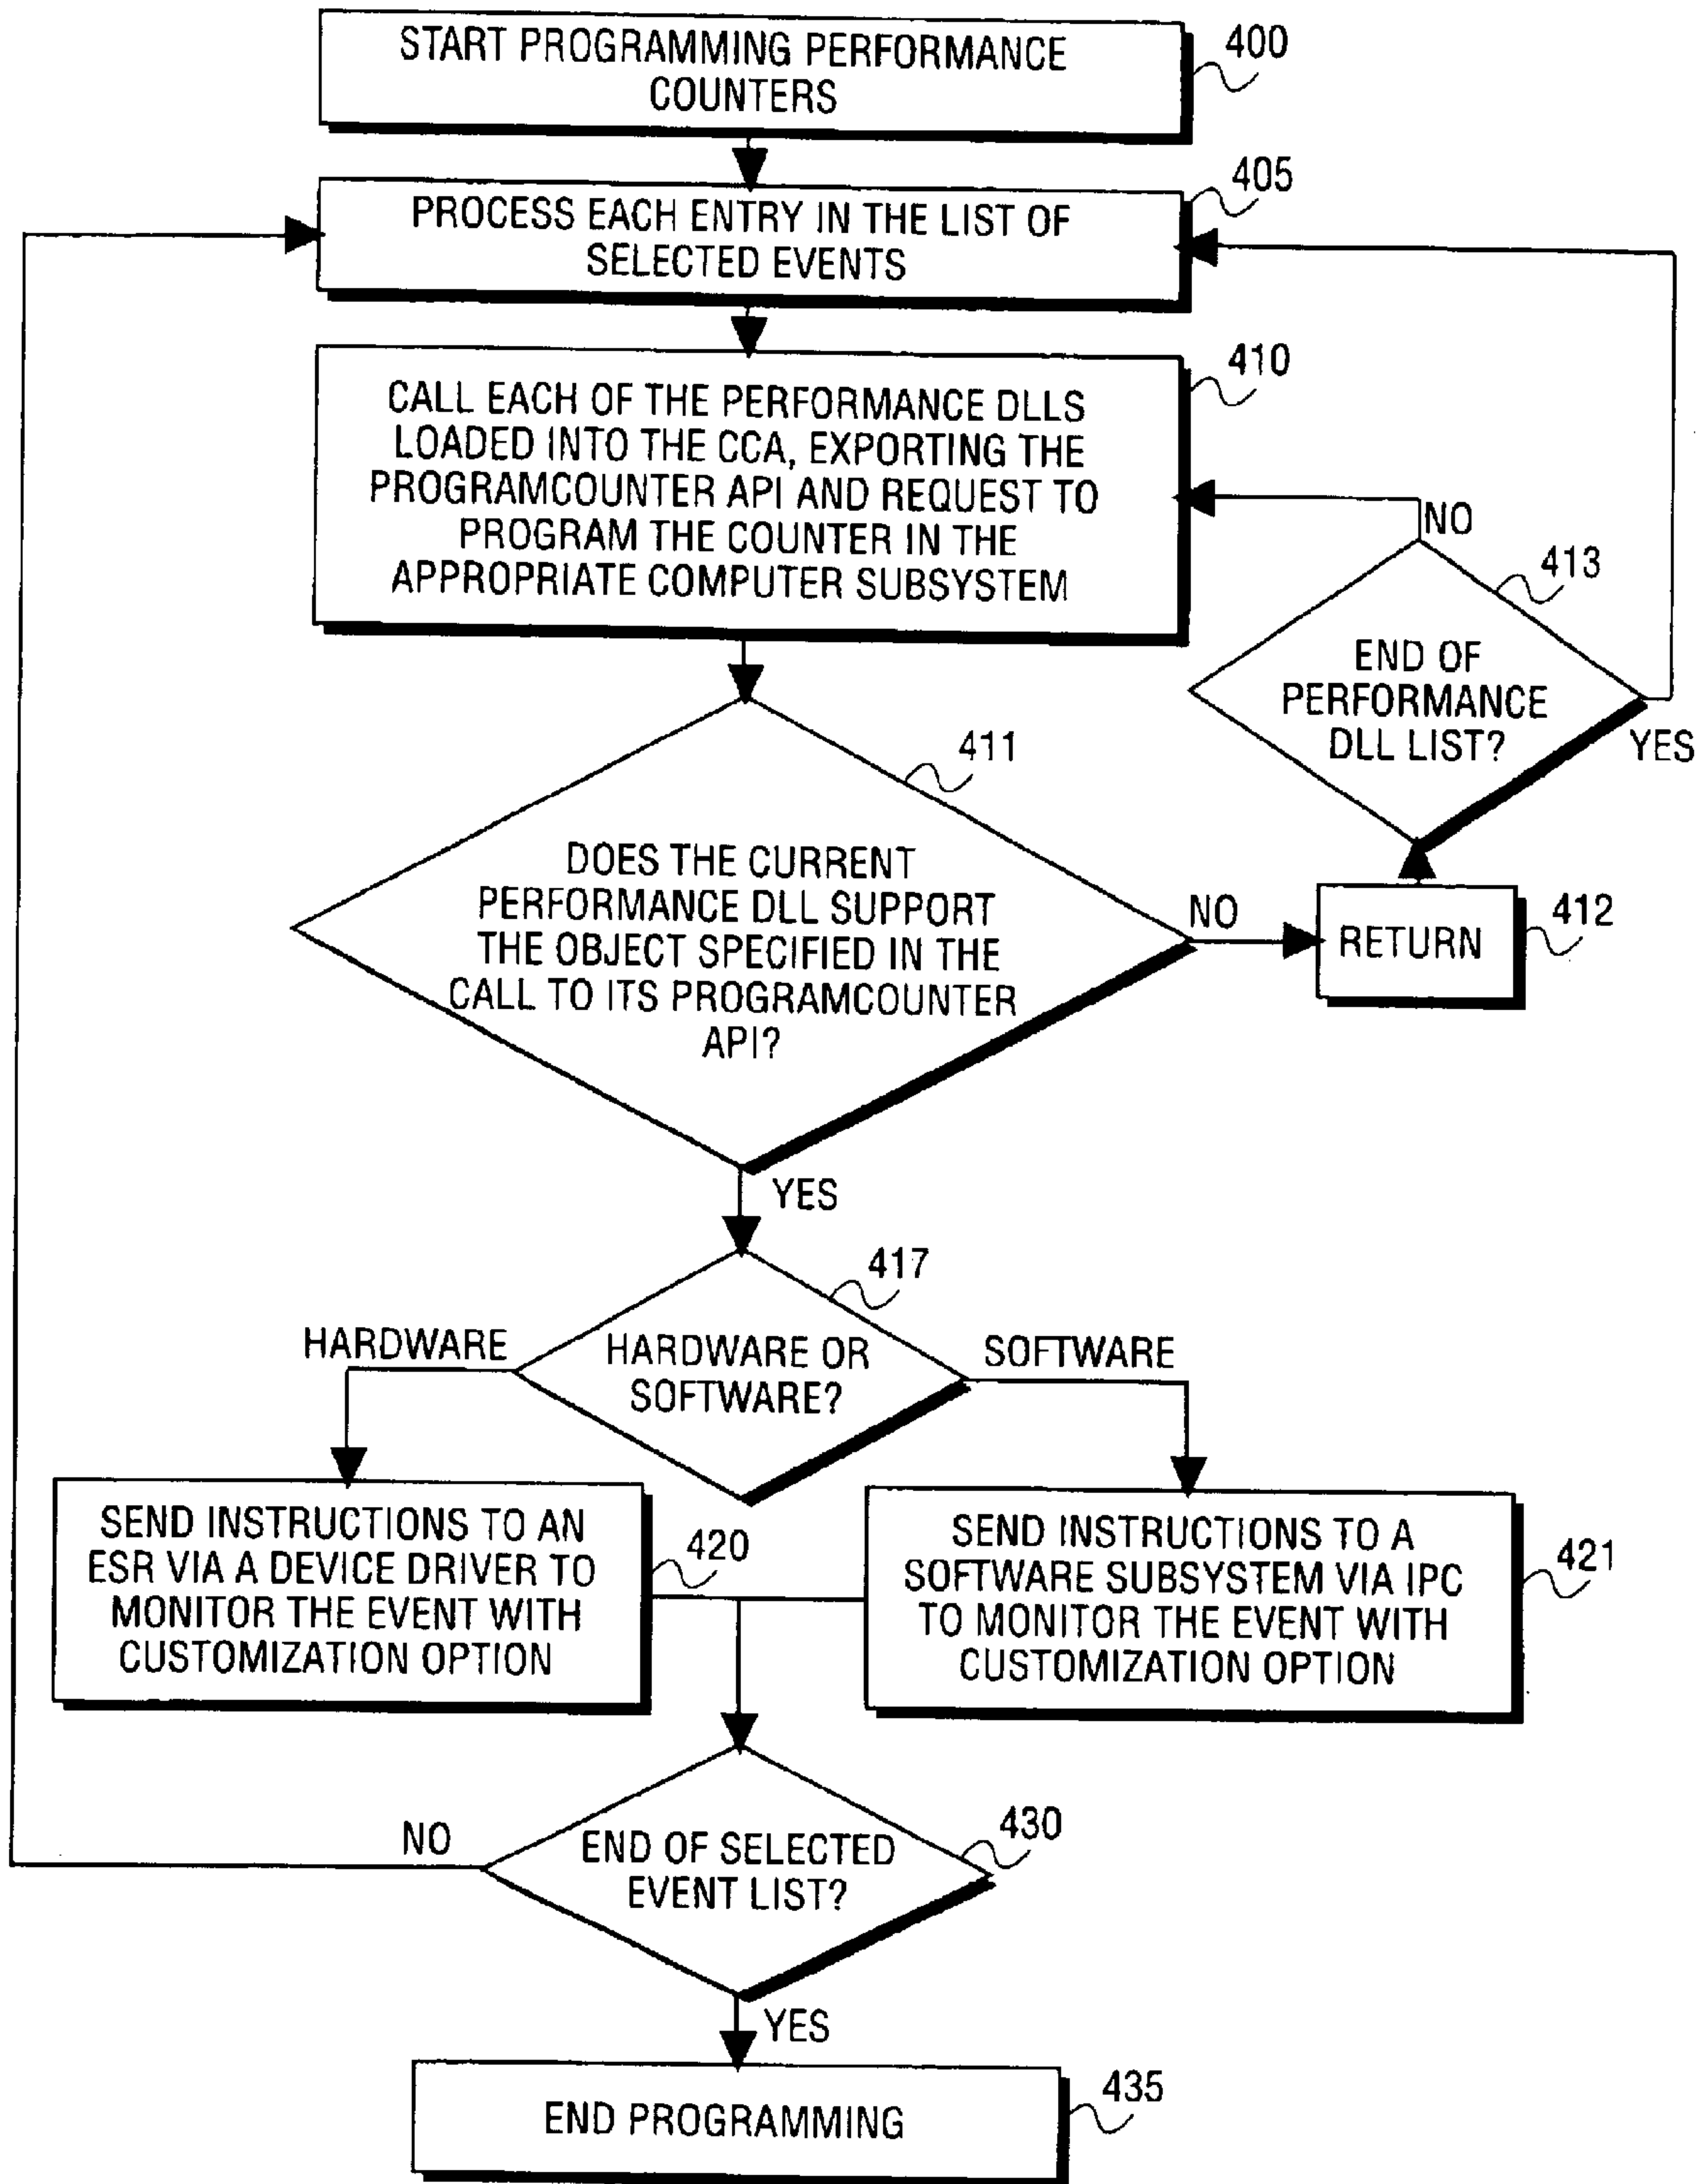 START PROGRAMMING PERFORMANCE
COUNTERS
400
405
PROCESS EACH ENTRY IN THE LIST OF
SELECTED EVENTS
410
CALL EACH OF THE PERFORMANCE DLLS
LOADED INTO THE CCA, EXPORTING THE
PROGRAMCOUNTER API AND REQUEST TO
PROGRAM THE COUNTER IN THE
APPROPRIATE COMPUTER SUBSYSTEM
NO
413
END OF
PERFORMANCE
DLL LIST?
YES
411
DOES THE CURRENT
PERFORMANCE DLL SUPPORT
THE OBJECT SPECIFIED IN THE
CALL TO ITS PROGRAMCOUNTER
API?
NO
RETURN
412
YES
417
HARDWARE
HARDWARE OR
SOFTWARE?
SOFTWARE
SEND INSTRUCTIONS TO AN
ESR VIA A DEVICE DRIVER TO
MONITOR THE EVENT WITH
CUSTOMIZATION OPTION
420
SEND INSTRUCTIONS TO A
SOFTWARE SUBSYSTEM VIA IPC
TO MONITOR THE EVENT WITH
CUSTOMIZATION OPTION
421
NO
430
END OF SELECTED
EVENT LIST?
YES
END PROGRAMMING
435